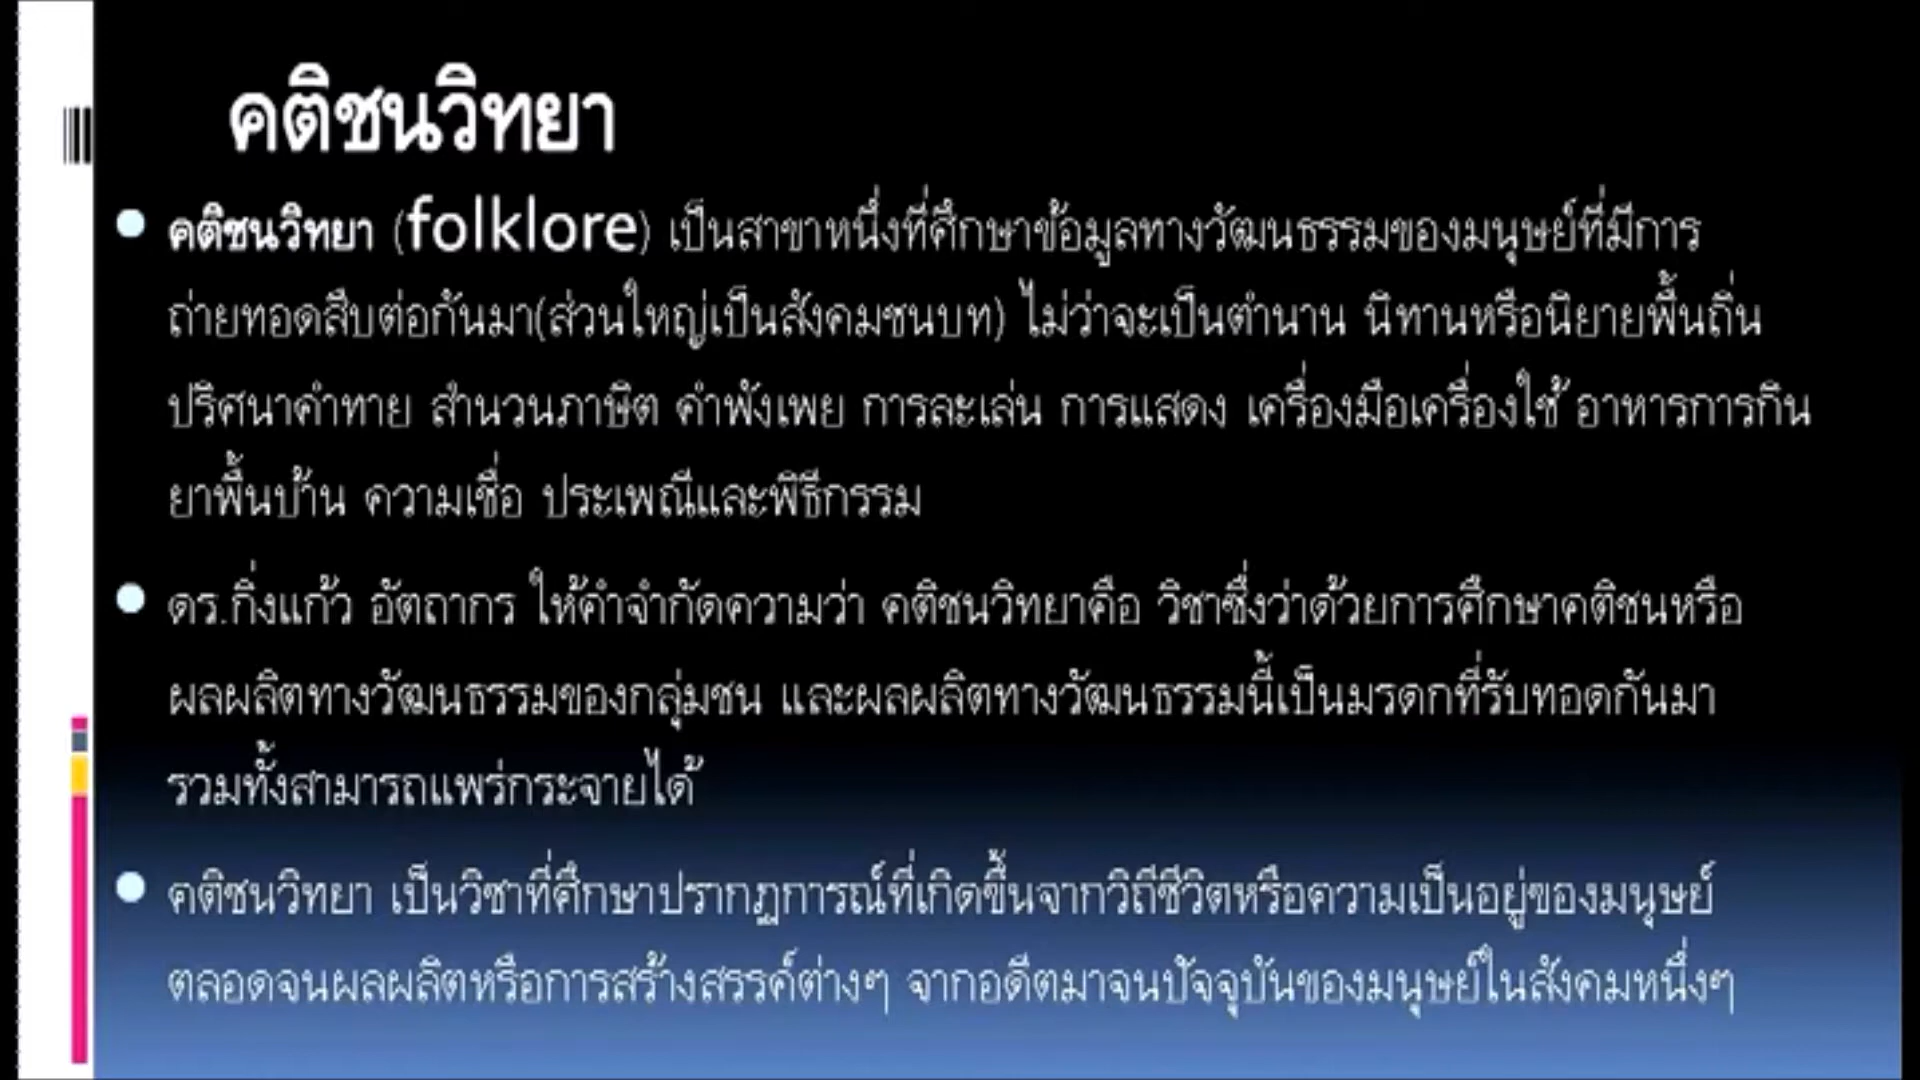 คติชนวิทยา
คติชนวิทยา (folklore) เป็นสาขาหนึ่งที่ศึกษาข้อมูลทางวัฒนธรรมของมนุษย์ที่มีการ
ถ่ายทอดสืบต่อกันมา(ส่วนใหญ่เป็นสังคมชนบท) ไม่ว่าจะเป็นตำนาน นิทานหรือนิยายพื้นถิ่น
ปริศนาคำทาย สำนวนภาษิต คำพังเพย การละเล่น การแสดง เครื่องมือเครื่องใช้ อาหารการกิน
ยาพื้นบ้าน ความเชื่อ ประเพณีและพิธีกรรม
ดร.กิ่งแก้ว อัตถากร ให้คำจำกัดความว่า คติชนวิทยาคือ วิชาซึ่งว่าด้วยการศึกษาคติชนหรือ
ผลผลิตทางวัฒนธรรมของกลุ่มชน และผลผลิตทางวัฒนธรรมนี้เป็นมรดกที่รับทอดกันมา
รวมทั้งสามารถแพร่กระจายได้
คติชนวิทยา เป็นวิชาที่ศึกษาปรากฏการณ์ที่เกิดขึ้นจากวิถีชีวิตหรือความเป็นอยู่ของมนุษย์
ตลอดจนผลผลิตหรือการสร้างสรรค์ต่างๆ จากอดีตมาจนปัจจุบันของมนุษย์ในสังคมหนึ่งๆ